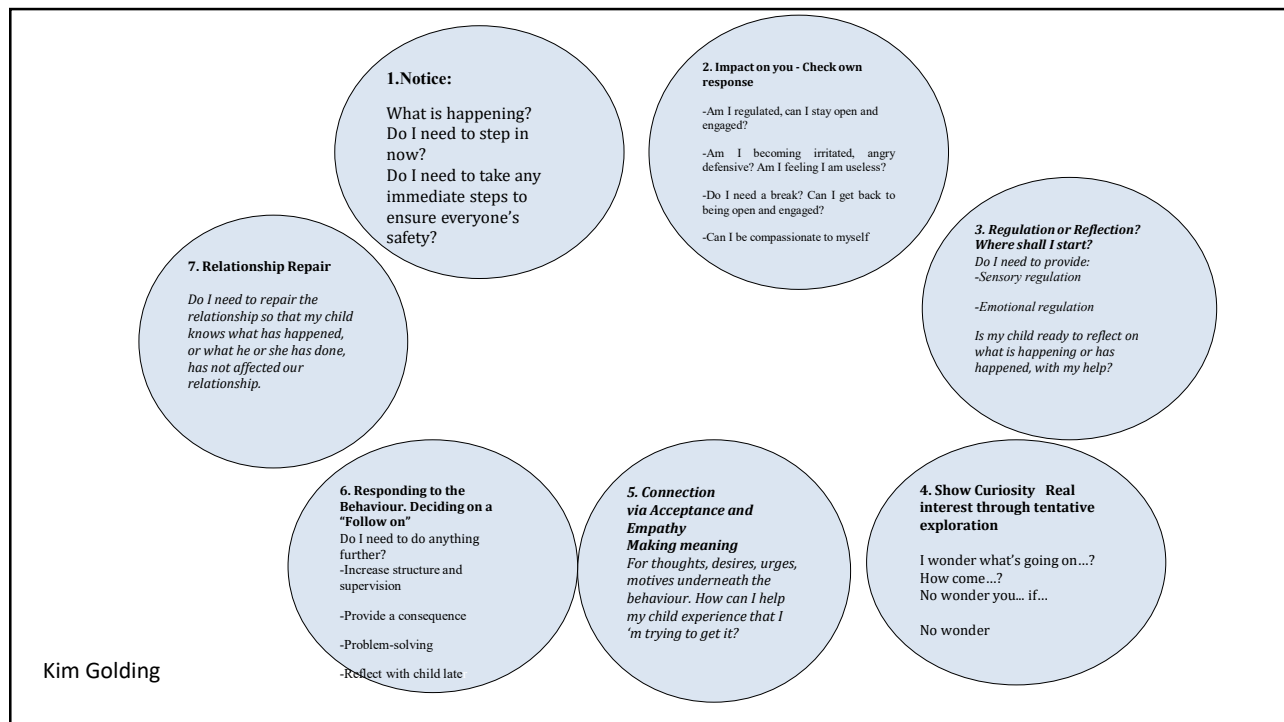 1.Notice:
What is happening?
Do I need to step in
now?
Do I need to take any
immediate steps to
ensure everyone's
safety?
2. Impact on you - Check own
response
-Am I regulated, can I stay open and
engaged?
-Am I becoming irritated, angry
defensive? Am I feeling I am useless?
-Do I need a break? Can I get back to
being open and engaged?
-Can I be compassionate to myself
3. Regulation or Reflection?
Where shall I start?
Do I need to provide:
-Sensory regulation
-Emotional regulation
Is my child ready to reflect on
what is happening or has
happened, with my help?
4. Show Curiosity Real
interest through tentative
exploration
I wonder what's going on...?
How come...?
No wonder you... if...
No wonder
5. Connection
via Acceptance and
Empathy
Making meaning
For thoughts, desires, urges,
motives underneath the
behaviour. How can I help
my child experience that I
'm trying to get it?
6. Responding to the
Behaviour. Deciding on a
"Follow on"
Do I need to do anything
further?
-Increase structure and
supervision
-Provide a consequence
-Problem-solving
-Reflect with child later
7. Relationship Repair
Do I need to repair the
relationship so that my child
knows what has happened,
or what he or she has done,
has not affected our
relationship.
Kim Golding